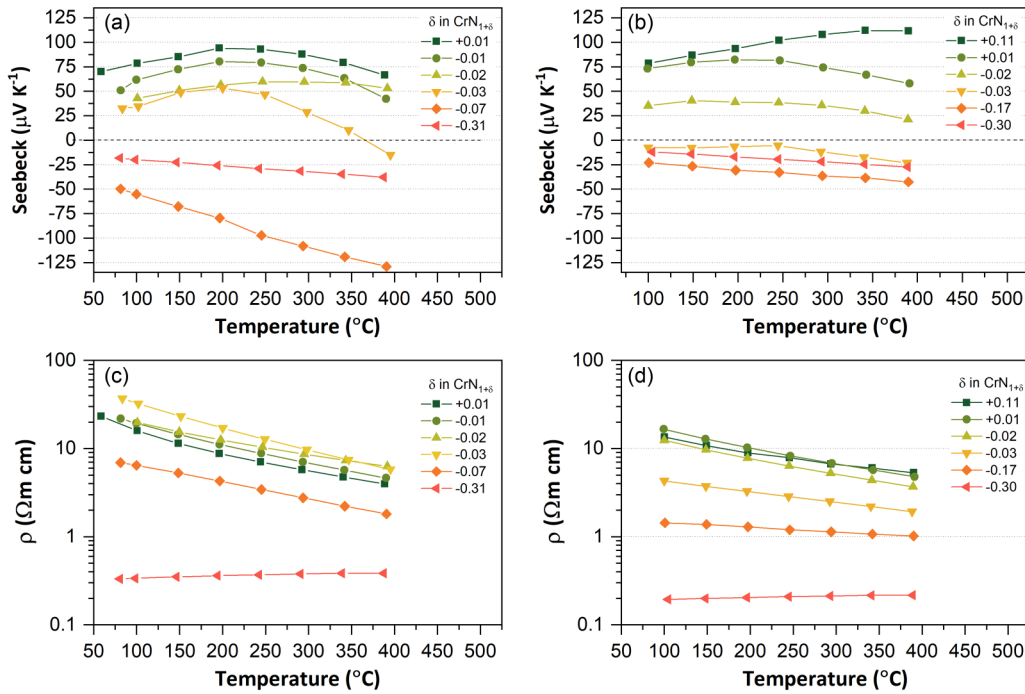 (a)
δ in CrN1+δ
+0.01
-0.01
-0.02
-0.03
-0.07
-0.31
125
100
75
50
25
0
-25
-50
-75
-100
-125
Seebeck (μV K-1)
50 100 150 200 250 300 350 400 450 500
Temperature (°C)
(b)
δ in CrN1+δ
+0.11
+0.01
-0.02
-0.03
-0.17
-0.30
125
100
75
50
25
0
-25
-50
-75
-100
-125
Seebeck (μV K-1)
100 150 200 250 300 350 400 450 500
Temperature (°C)
(c)
δ in CrN1+δ
+0.01
-0.01
-0.02
-0.03
-0.07
-0.31
100
10
1
0.1
ρ (Ωm cm)
50 100 150 200 250 300 350 400 450 500
Temperature (°C)
(d)
δ in CrN1+δ
+0.11
+0.01
-0.02
-0.03
-0.17
-0.30
100
10
1
0.1
ρ (Ωm cm)
100 150 200 250 300 350 400 450 500
Temperature (°C)